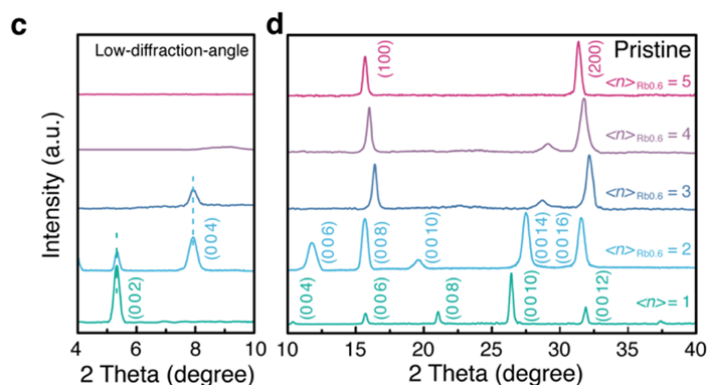 c
Low-diffraction-angle
Intensity (a.u.)
(002)
(004)
4 6 8 10
2 Theta (degree)
d
Pristine
(100)
(200)
<n>Rb0.6 = 5
<n>Rb0.6 = 4
<n>Rb0.6 = 3
(006)
(008)
(0010)
(0014)
(0016)
<n>Rb0.6 = 2
(004)
(006)
(008)
(0010)
(0012)
<n> = 1
10 15 20 25 30 35 40
2 Theta (degree)